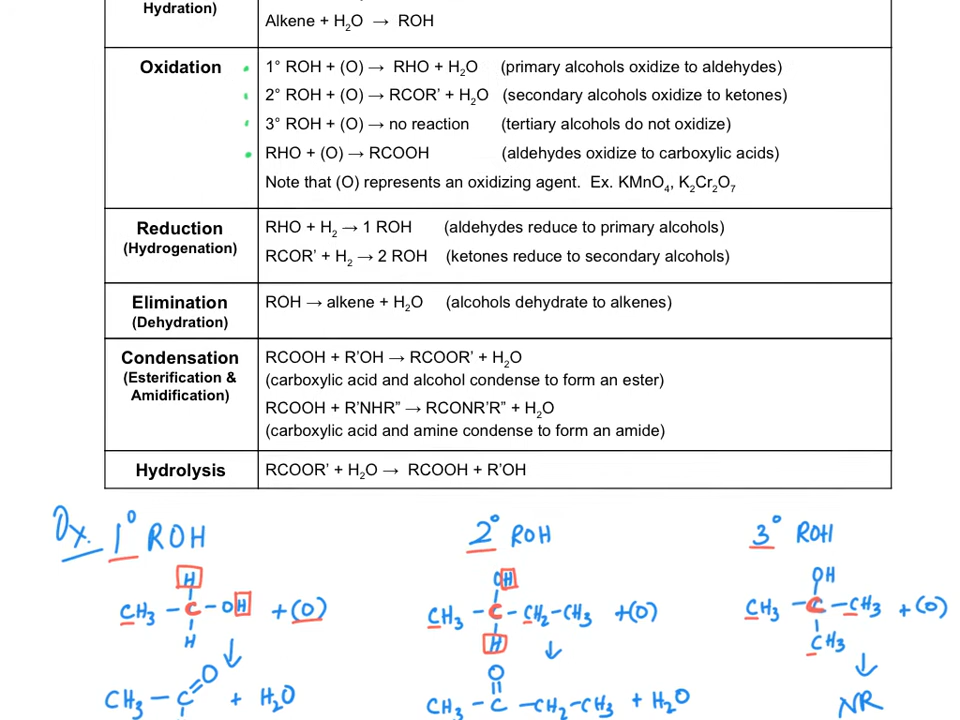 Hydration)
Alkene + H₂O → ROH
Oxidation
1° ROH + (O) → RHO + H₂O (primary alcohols oxidize to aldehydes)
2° ROH + (O) → RCOR' + H₂O (secondary alcohols oxidize to ketones)
3° ROH + (O) → no reaction (tertiary alcohols do not oxidize)
RHO + (O) → RCOOH (aldehydes oxidize to carboxylic acids)
Note that (O) represents an oxidizing agent. Ex. KMnO₄, K₂Cr₂O₇
Reduction
(Hydrogenation)
RHO + H₂ → 1 ROH (aldehydes reduce to primary alcohols)
RCOR' + H₂ → 2 ROH (ketones reduce to secondary alcohols)
Elimination
(Dehydration)
ROH → alkene + H₂O (alcohols dehydrate to alkenes)
Condensation
(Esterification &
Amidification)
RCOOH + R'OH → RCOOR' + H₂O
(carboxylic acid and alcohol condense to form an ester)
RCOOH + R'NHR" → RCONR'R" + H₂O
(carboxylic acid and amine condense to form an amide)
Hydrolysis
RCOOR' + H₂O → RCOOH + R'OH
Ox. 1° ROH
H
CH₃ - C - OH + (O)
H
↓
O
CH₃ - C + H₂O
2° ROH
OH
CH₃ - C - CH₂ - CH₃ + (O)
H
↓
O
CH₃ - C - CH₂ - CH₃ + H₂O
3° ROH
OH
CH₃ - C - CH₃ + (O)
CH₃
↓
NR